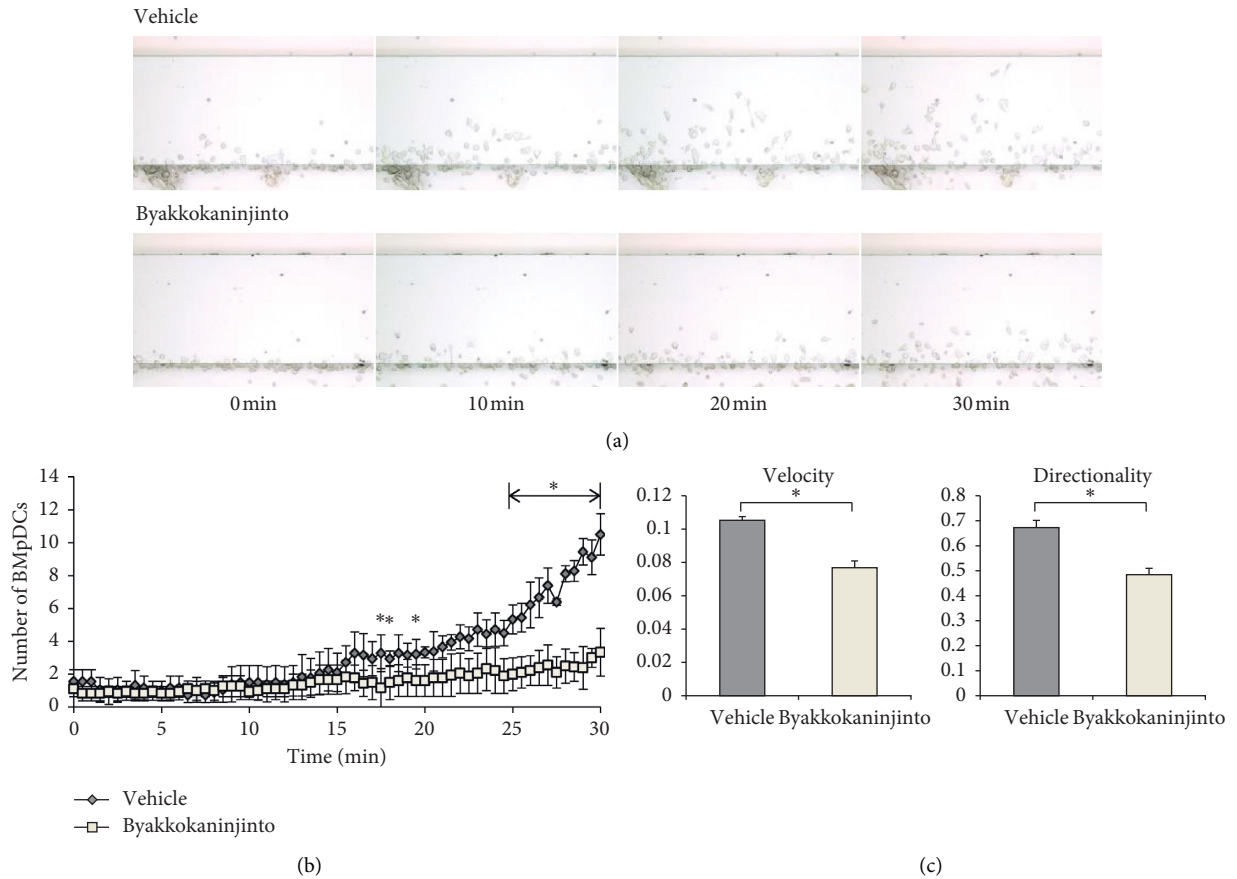 Vehicle
Byakkokaninjinto
0 min 10 min 20 min 30 min
(a)
14
12
10
8
6
4
2
0
Number of BMpDCs
* * *
*
0 5 10 15 20 25 30
Time (min)
Vehicle
Byakkokaninjinto
(b)
Velocity
*
0.12
0.1
0.08
0.06
0.04
0.02
0
Vehicle Byakkokaninjinto
Directionality
*
0.8
0.7
0.6
0.5
0.4
0.3
0.2
0.1
0
Vehicle Byakkokaninjinto
(c)